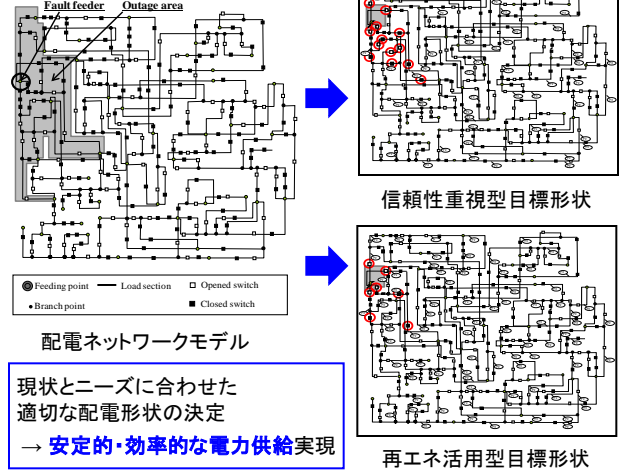 Fault feeder Outage area
Feeding point Load section Opened switch
Branch point Closed switch
配電ネットワークモデル
現状とニーズに合わせた
適切な配電形状の決定
→ 安定的・効率的な電力供給実現
信頼性重視型目標形状
再エネ活用型目標形状